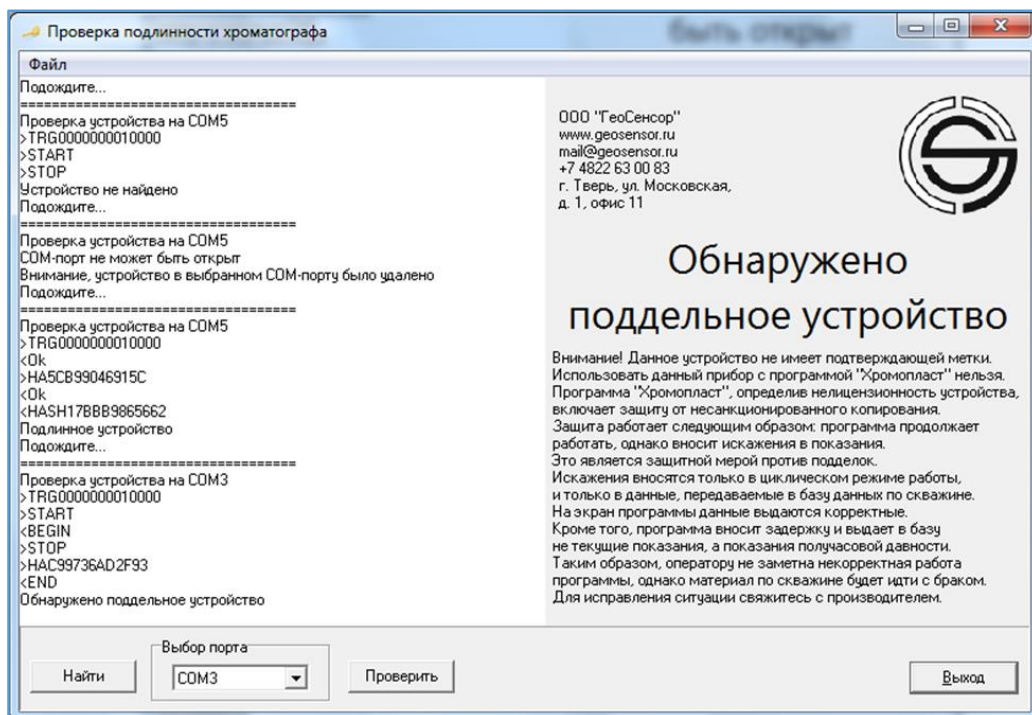 Проверка подлинности хроматографа
Файл
Подождите...
===================================
Проверка устройства на COM5
>TRG0000000010000
>START
>STOP
Устройство не найдено
Подождите...
===================================
Проверка устройства на COM5
COM-порт не может быть открыт
Внимание, устройство в выбранном COM-порту было удалено
Подождите...
===================================
Проверка устройства на COM5
>TRG0000000010000
<Ok
>HA5CB99046915C
<Ok
<HASH17BBB9865662
Подлинное устройство
Подождите...
===================================
Проверка устройства на COM3
>TRG0000000010000
>START
<BEGIN
>STOP
>HAC99736AD2F93
<END
Обнаружено поддельное устройство
ООО "ГеоСенсор"
www.geosensor.ru
mail@geosensor.ru
+7 4822 63 00 83
г. Тверь, ул. Московская,
д. 1, офис 11
Обнаружено
поддельное устройство
Внимание! Данное устройство не имеет подтверждающей метки.
Использовать данный прибор с программой "Хромопласт" нельзя.
Программа "Хромопласт", определив нелицензионность устройства,
включает защиту от несанкционированного копирования.
Защита работает следующим образом: программа продолжает
работать, однако вносит искажения в показания.
Это является защитной мерой против подделок.
Искажения вносятся только в циклическом режиме работы,
и только в данные, передаваемые в базу данных по скважине.
На экран программы данные выдаются корректные.
Кроме того, программа вносит задержку и выдает в базу
не текущие показания, а показания получасовой давности.
Таким образом, оператору не заметна некорректная работа
программы, однако материал по скважине будет идти с браком.
Для исправления ситуации свяжитесь с производителем.
Найти
Выбор порта
COM3
Проверить
Выход